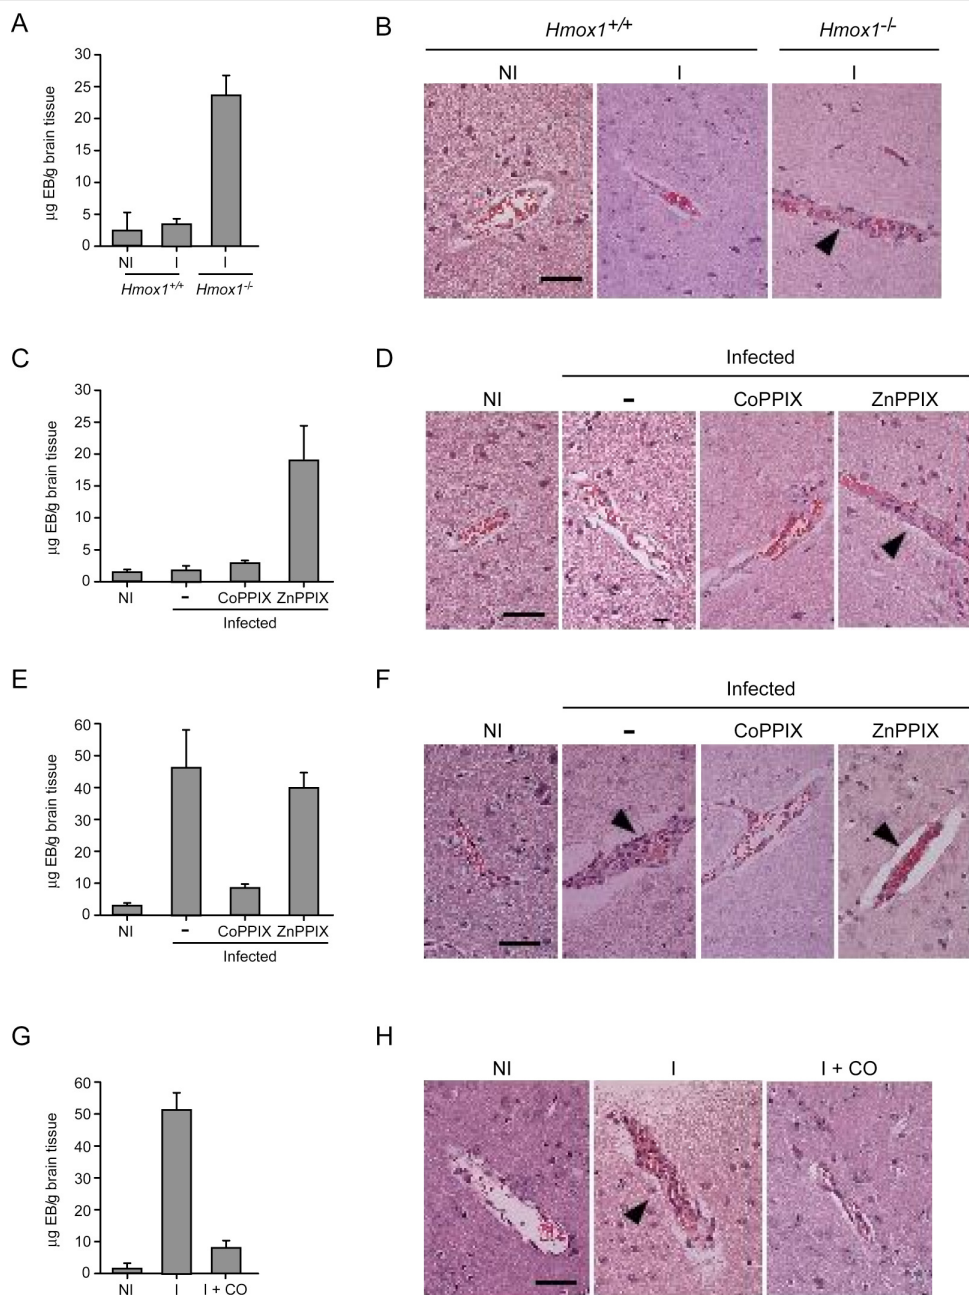 A
µg EB/g brain tissue
30
25
20
15
10
5
0
NI I I
Hmox1+/+ Hmox1-/-
B
Hmox1+/+ Hmox1-/-
NI I I
C
µg EB/g brain tissue
30
25
20
15
10
5
0
NI - CoPPIX ZnPPIX
Infected
D
Infected
NI - CoPPIX ZnPPIX
E
µg EB/g brain tissue
60
50
40
30
20
10
0
NI - CoPPIX ZnPPIX
Infected
F
Infected
NI - CoPPIX ZnPPIX
G
µg EB/g brain tissue
60
50
40
30
20
10
0
NI I I + CO
H
NI I I + CO